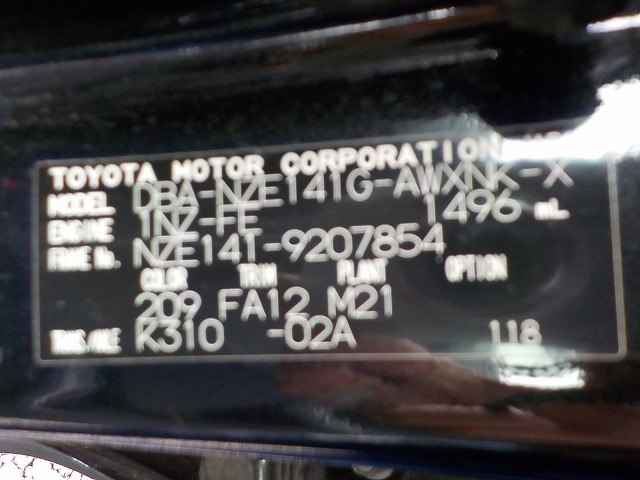 TOYOTA MOTOR CORPORATION
MODEL DBA-NZE141G-AWXNK-X
ENGINE 1NZ-FE 1496 mL
FRAME No. NZE141-9207854
COLOR TRIM PLANT OPTION
209 FA12 M21
TRANS/AXLE K310 -02A 118